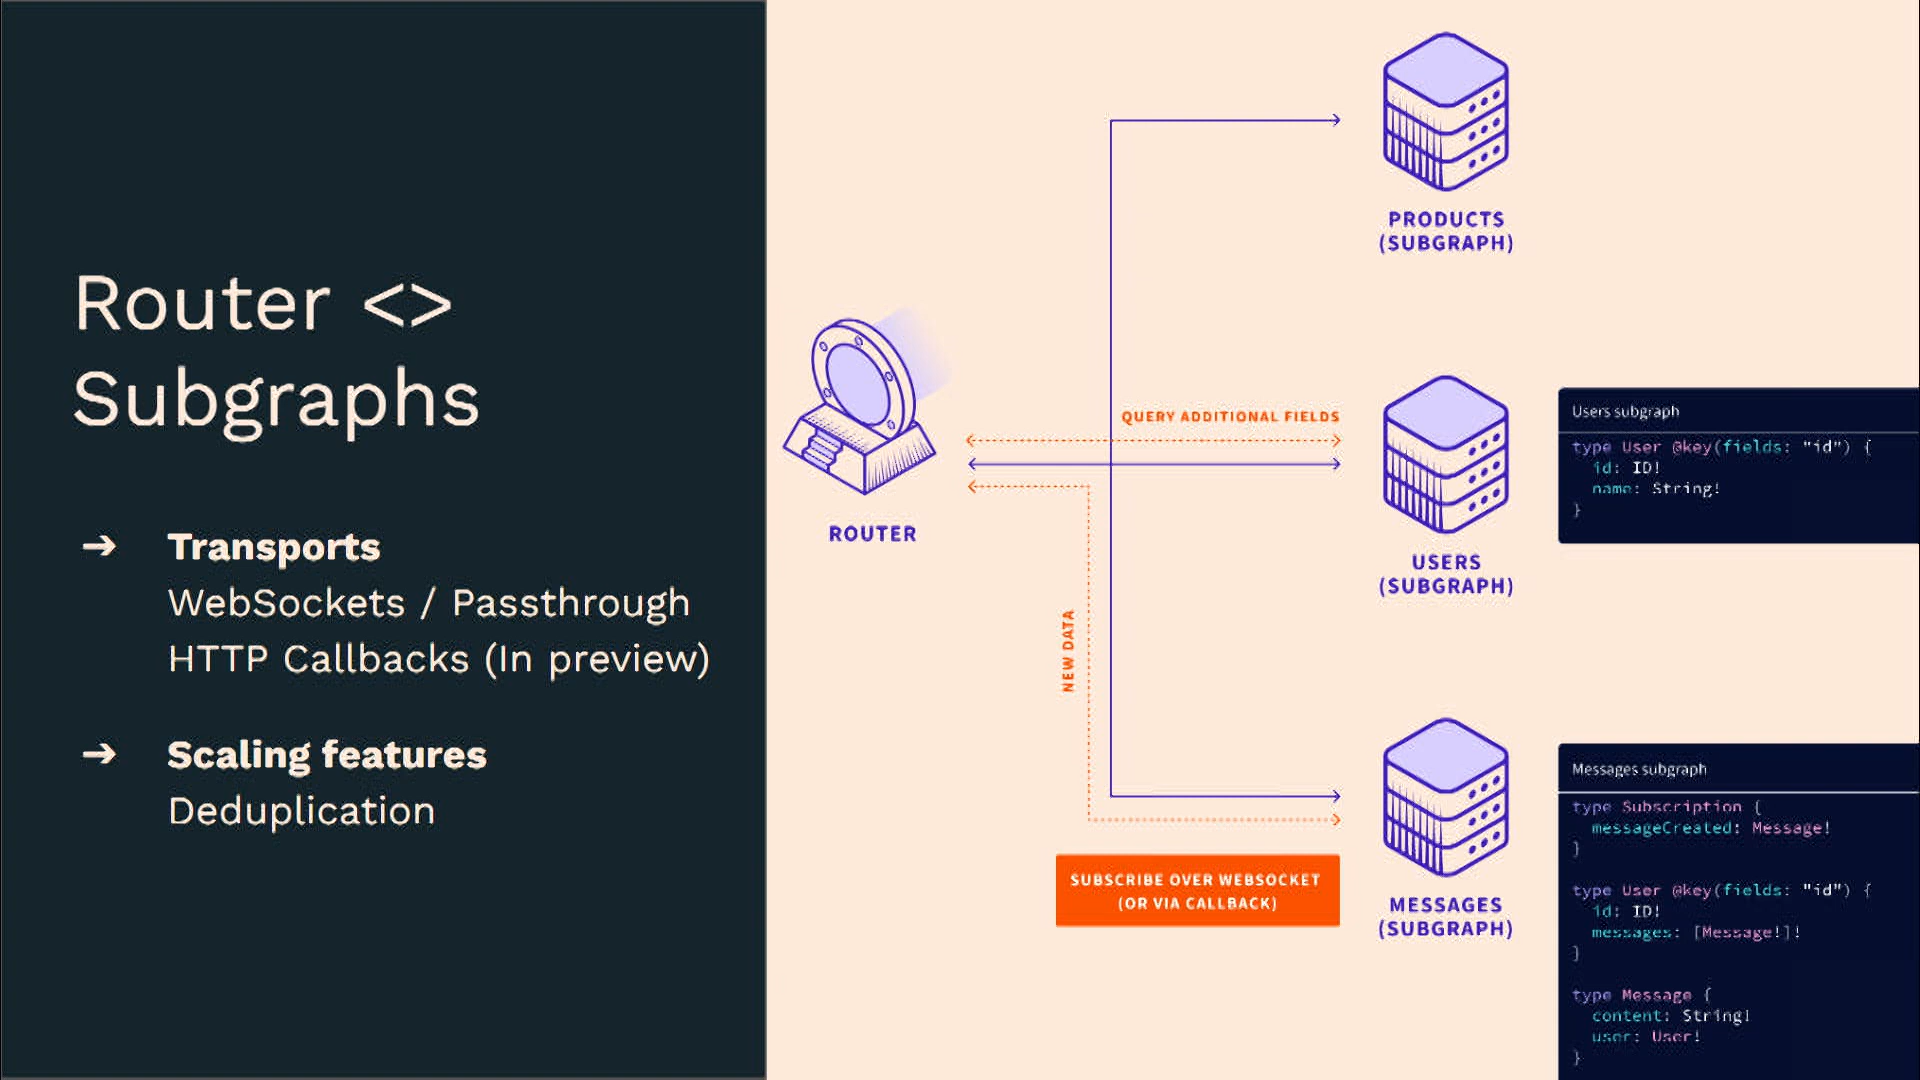 Router <>
Subgraphs
➔ Transports
WebSockets / Passthrough
HTTP Callbacks (In preview)
➔ Scaling features
Deduplication
PRODUCTS
(SUBGRAPH)
ROUTER
QUERY ADDITIONAL FIELDS
USERS
(SUBGRAPH)
Users subgraph
type User @key(fields: "id") {
  id: ID!
  name: String!
}
NEW DATA
SUBSCRIBE OVER WEBSOCKET
(OR VIA CALLBACK)
MESSAGES
(SUBGRAPH)
Messages subgraph
type Subscription {
  messageCreated: Message!
}
type User @key(fields: "id") {
  id: ID!
  messages: [Message!]!
}
type Message {
  content: String!
  user: User!
}